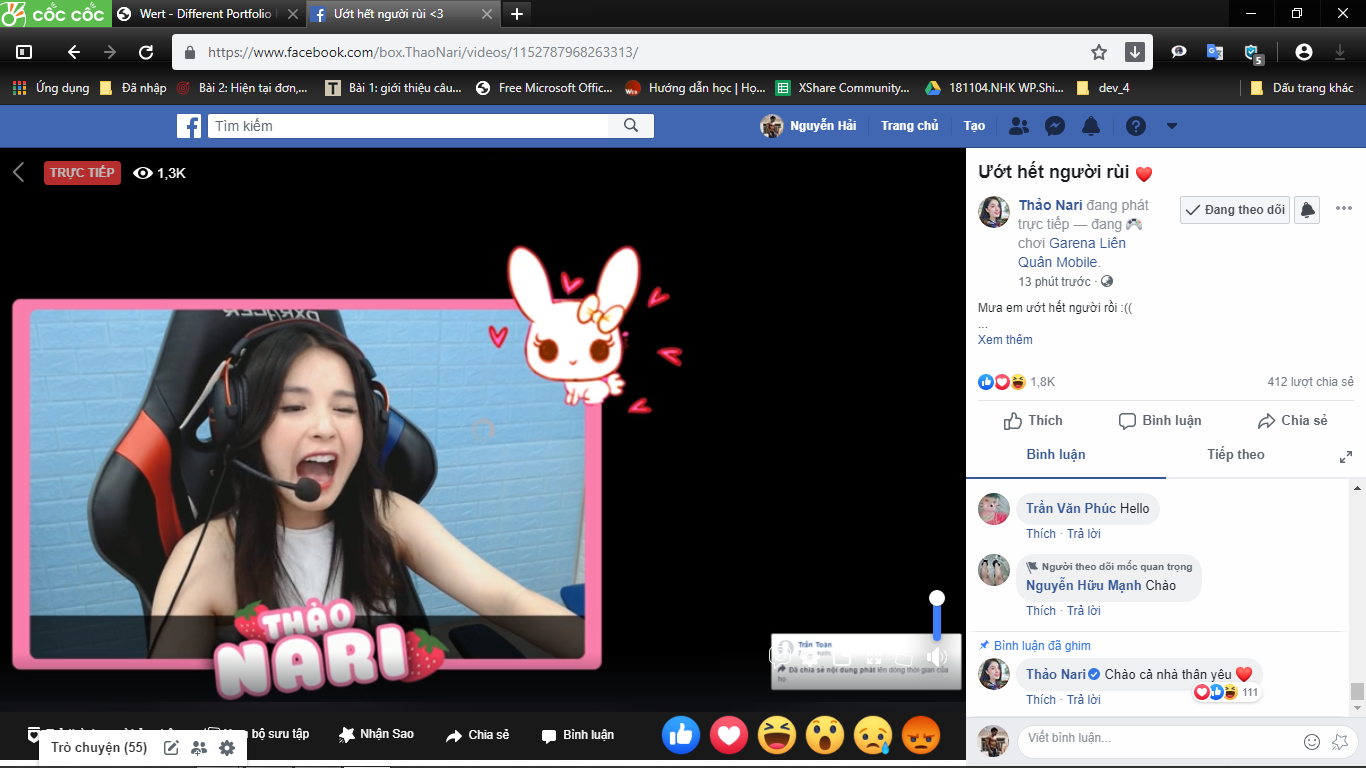 cốc cốc
Wert - Different Portfolio
Ướt hết người rùi <3
https://www.facebook.com/box.ThaoNari/videos/1152787968263313/
5
Ứng dụng
Đã nhập
Bài 2: Hiện tại đơn,...
Bài 1: giới thiệu câu...
Free Microsoft Offic...
Hướng dẫn học | Họ...
XShare Community...
181104.NHK WP.Shi...
dev_4
Dấu trang khác
Tìm kiếm
Nguyễn Hải
Trang chủ
Tạo
TRỰC TIẾP
1,3K
DXRACER
THẢO
NARI
Trần Toàn
Đã chia sẻ nội dung phát lên dòng thời gian của
họ
bộ sưu tập
Nhận Sao
Chia sẻ
Bình luận
Trò chuyện (55)
Ướt hết người rùi ❤️
Thảo Nari đang phát
trực tiếp — đang 🎮
chơi Garena Liên
Quân Mobile.
13 phút trước ·
Đang theo dõi
Mưa em ướt hết người rồi :((
...
Xem thêm
1,8K
412 lượt chia sẻ
Thích
Bình luận
Chia sẻ
Bình luận
Tiếp theo
Trần Văn Phúc Hello
Thích · Trả lời
Người theo dõi mốc quan trọng
Nguyễn Hữu Mạnh Chào
Thích · Trả lời
Bình luận đã ghim
Thảo Nari Chào cả nhà thân yêu ❤️
111
Thích · Trả lời
Viết bình luận...